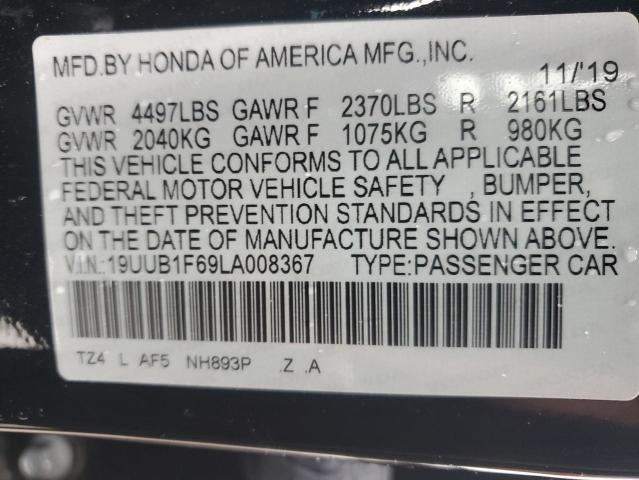 MFD.BY HONDA OF AMERICA MFG.,INC.
11/'19
GVWR 4497LBS GAWR F 2370LBS R 2161LBS
GVWR 2040KG GAWR F 1075KG R 980KG
THIS VEHICLE CONFORMS TO ALL APPLICABLE
FEDERAL MOTOR VEHICLE SAFETY , BUMPER,
AND THEFT PREVENTION STANDARDS IN EFFECT
ON THE DATE OF MANUFACTURE SHOWN ABOVE.
V.I.N.:19UUB1F69LA008367 TYPE:PASSENGER CAR
TZ4 L AF5 NH893P .Z .A